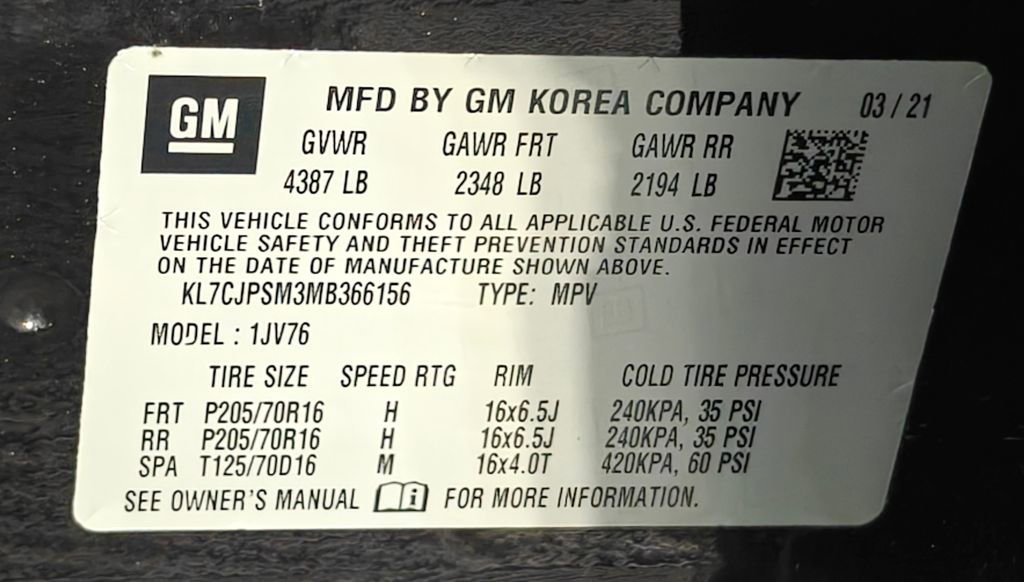 GM MFD BY GM KOREA COMPANY 03 / 21
GVWR GAWR FRT GAWR RR
4387 LB 2348 LB 2194 LB
THIS VEHICLE CONFORMS TO ALL APPLICABLE U.S. FEDERAL MOTOR
VEHICLE SAFETY AND THEFT PREVENTION STANDARDS IN EFFECT
ON THE DATE OF MANUFACTURE SHOWN ABOVE.
KL7CJPSM3MB366156 TYPE: MPV
MODEL : 1JV76
TIRE SIZE SPEED RTG RIM COLD TIRE PRESSURE
FRT P205/70R16 H 16x6.5J 240KPA, 35 PSI
RR P205/70R16 H 16x6.5J 240KPA, 35 PSI
SPA T125/70D16 M 16x4.0T 420KPA, 60 PSI
SEE OWNER'S MANUAL i FOR MORE INFORMATION.